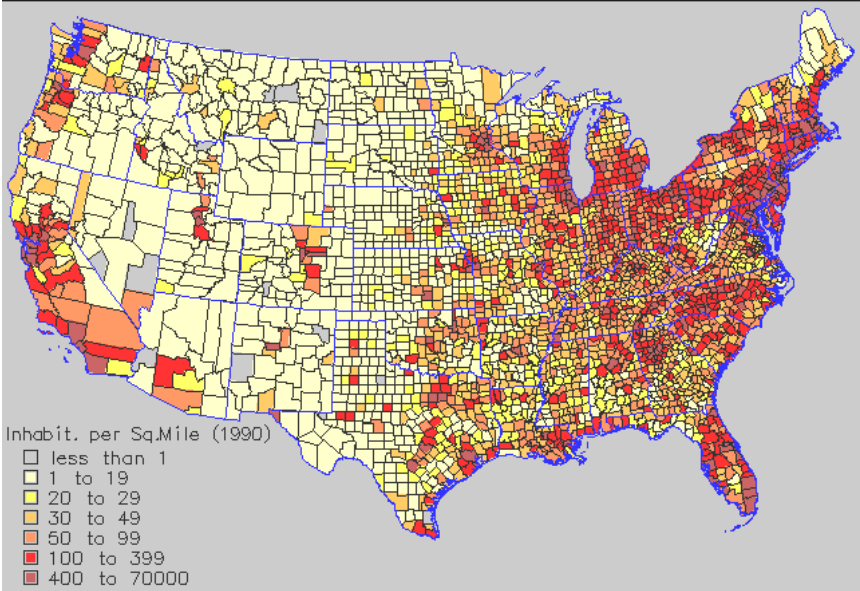 Inhabit. per Sq.Mile (1990)
less than 1
1 to 19
20 to 29
30 to 49
50 to 99
100 to 399
400 to 70000